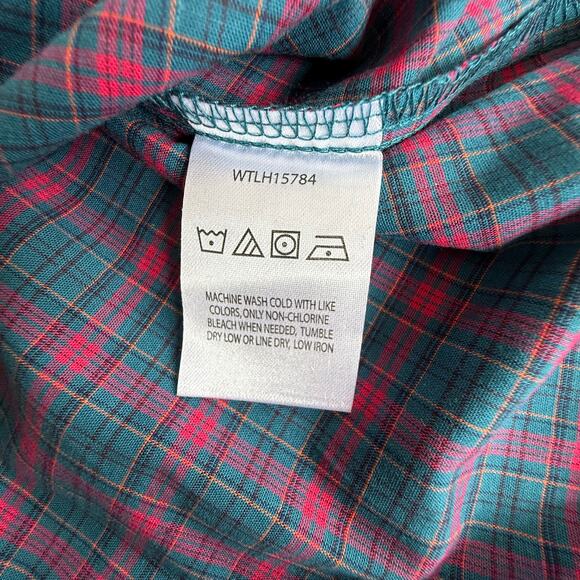 WTLH15784
MACHINE WASH COLD WITH LIKE
COLORS, ONLY NON-CHLORINE
BLEACH WHEN NEEDED, TUMBLE
DRY LOW OR LINE DRY, LOW IRON